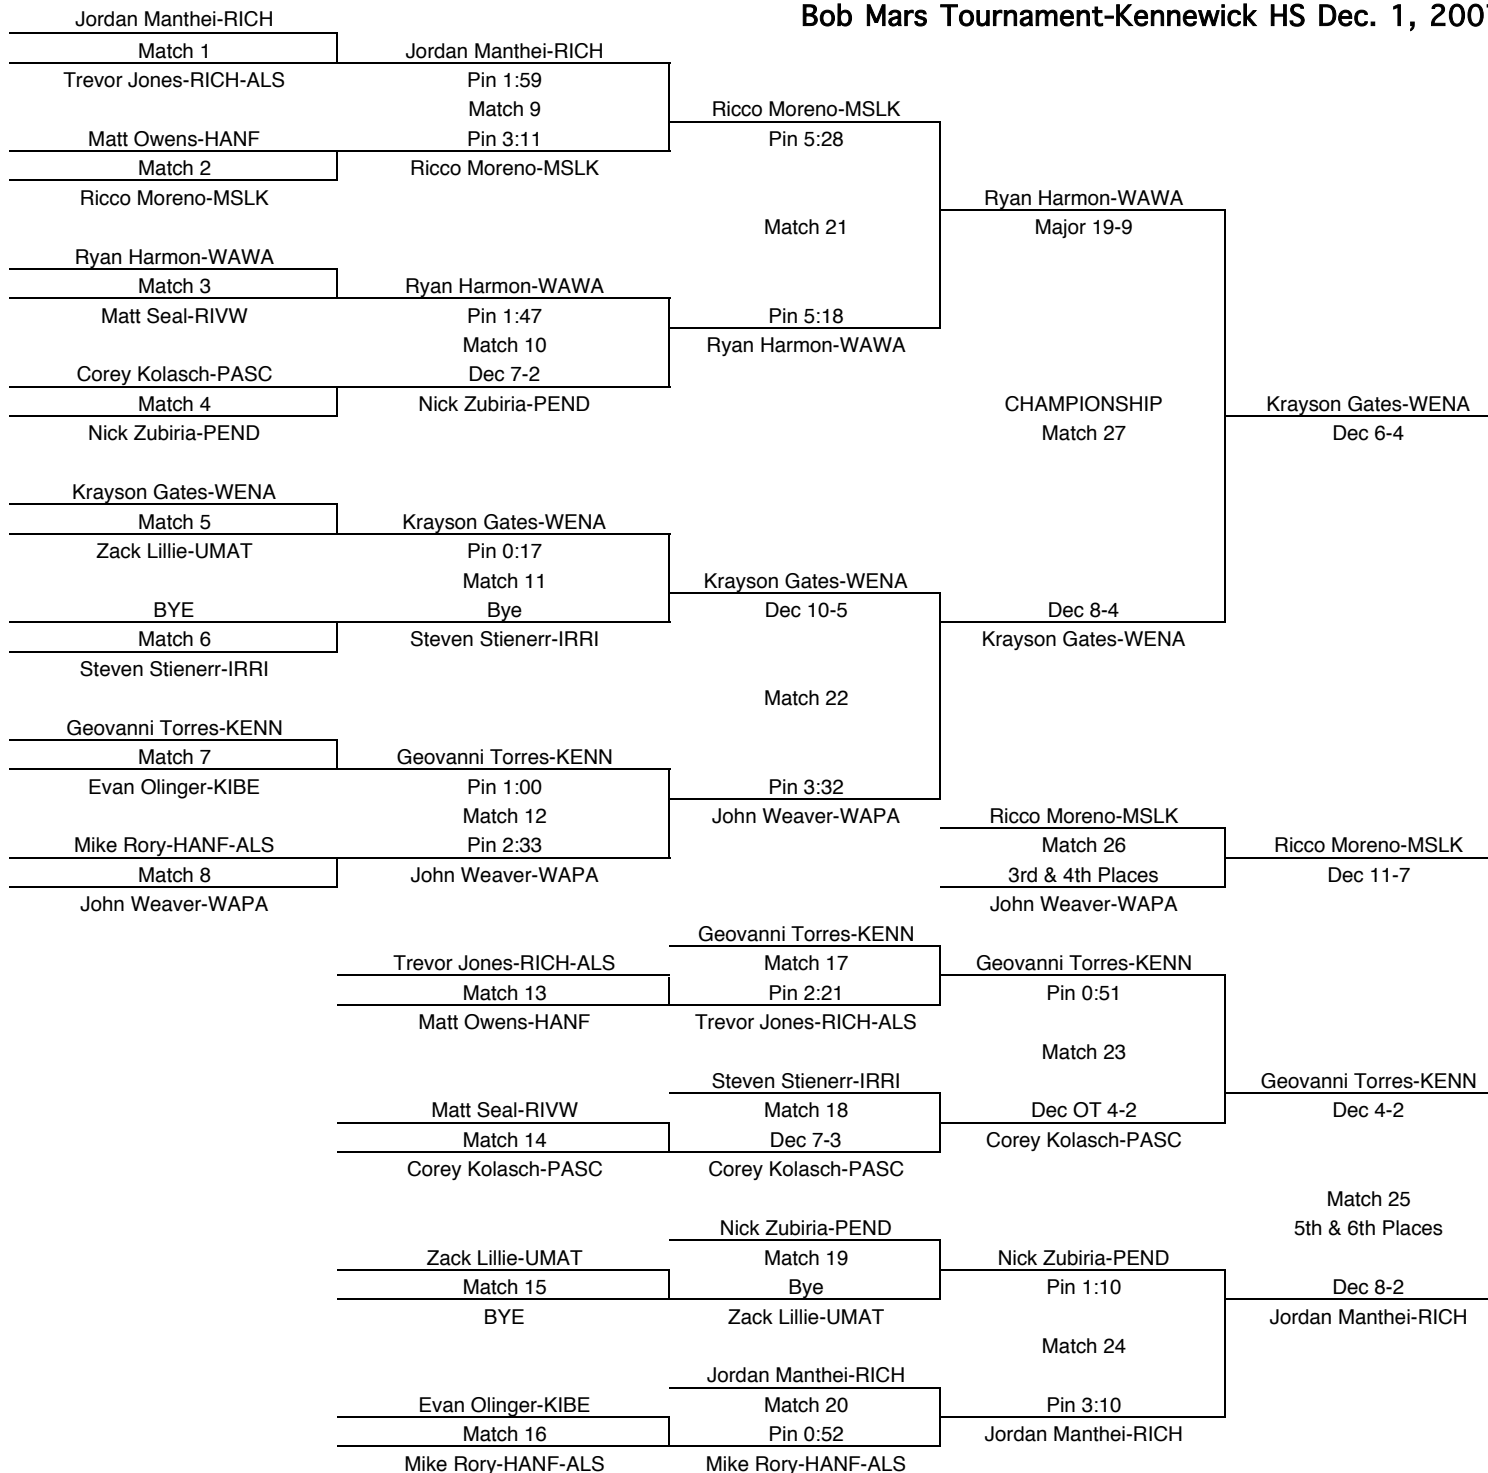 Bob Mars Tournament-Kennewick HS Dec. 1, 2007
Jordan Manthei-RICH
Match 1
Jordan Manthei-RICH
Trevor Jones-RICH-ALS
Pin 1:59
Match 9
Ricco Moreno-MSLK
Matt Owens-HANF
Pin 3:11
Pin 5:28
Match 2
Ricco Moreno-MSLK
Ricco Moreno-MSLK
Ryan Harmon-WAWA
Match 21
Major 19-9
Ryan Harmon-WAWA
Match 3
Ryan Harmon-WAWA
Matt Seal-RIVW
Pin 1:47
Pin 5:18
Match 10
Ryan Harmon-WAWA
Corey Kolasch-PASC
Dec 7-2
Match 4
Nick Zubiria-PEND
CHAMPIONSHIP
Krayson Gates-WENA
Nick Zubiria-PEND
Match 27
Dec 6-4
Krayson Gates-WENA
Match 5
Krayson Gates-WENA
Zack Lillie-UMAT
Pin 0:17
Match 11
Krayson Gates-WENA
BYE
Bye
Dec 10-5
Dec 8-4
Match 6
Steven Stienerr-IRRI
Krayson Gates-WENA
Steven Stienerr-IRRI
Match 22
Geovanni Torres-KENN
Match 7
Geovanni Torres-KENN
Evan Olinger-KIBE
Pin 1:00
Pin 3:32
Match 12
John Weaver-WAPA
Ricco Moreno-MSLK
Mike Rory-HANF-ALS
Pin 2:33
Match 26
Ricco Moreno-MSLK
Match 8
John Weaver-WAPA
3rd & 4th Places
Dec 11-7
John Weaver-WAPA
John Weaver-WAPA
Geovanni Torres-KENN
Trevor Jones-RICH-ALS
Match 17
Geovanni Torres-KENN
Match 13
Pin 2:21
Pin 0:51
Matt Owens-HANF
Trevor Jones-RICH-ALS
Match 23
Steven Stienerr-IRRI
Geovanni Torres-KENN
Matt Seal-RIVW
Match 18
Dec OT 4-2
Dec 4-2
Match 14
Dec 7-3
Corey Kolasch-PASC
Corey Kolasch-PASC
Corey Kolasch-PASC
Match 25
Nick Zubiria-PEND
5th & 6th Places
Zack Lillie-UMAT
Match 19
Nick Zubiria-PEND
Match 15
Bye
Pin 1:10
Dec 8-2
BYE
Zack Lillie-UMAT
Jordan Manthei-RICH
Match 24
Jordan Manthei-RICH
Evan Olinger-KIBE
Match 20
Pin 3:10
Match 16
Pin 0:52
Jordan Manthei-RICH
Mike Rory-HANF-ALS
Mike Rory-HANF-ALS